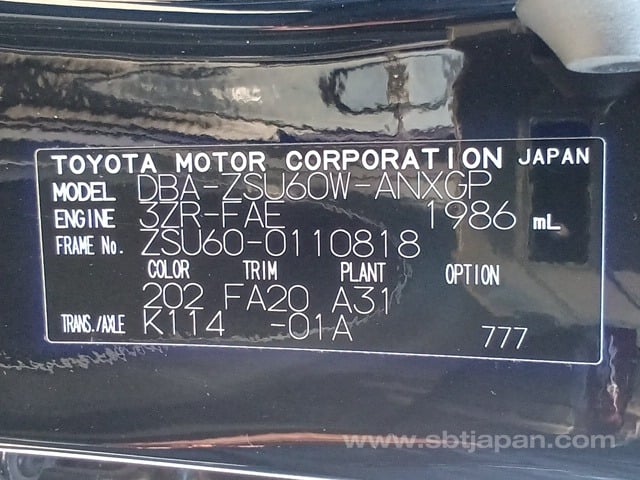 TOYOTA MOTOR CORPORATION JAPAN
MODEL DBA-ZSU60W-ANXGP
ENGINE 3ZR-FAE 1986 mL
FRAME No. ZSU60-0110818
COLOR TRIM PLANT OPTION
202 FA20 A31
TRANS./AXLE K114 -01A 777
www.sbtjapan.com